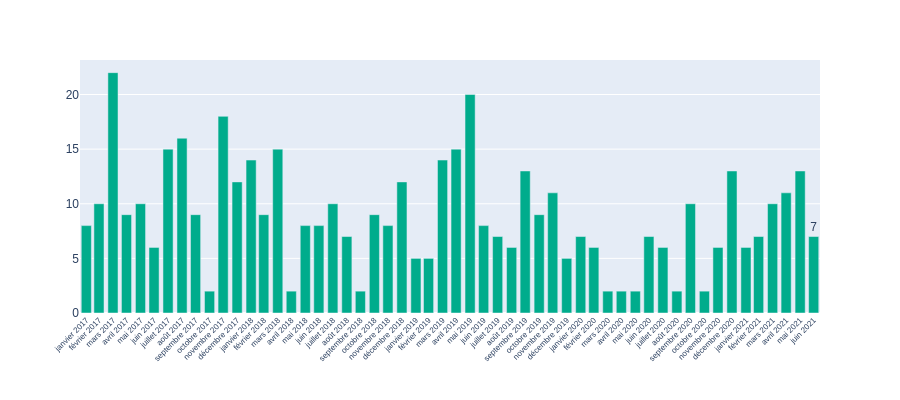 20
15
10
5
0
7
janvier 2017
février 2017
mars 2017
avril 2017
mai 2017
juin 2017
juillet 2017
août 2017
septembre 2017
octobre 2017
novembre 2017
décembre 2017
janvier 2018
février 2018
mars 2018
avril 2018
mai 2018
juin 2018
juillet 2018
août 2018
septembre 2018
octobre 2018
novembre 2018
décembre 2018
janvier 2019
février 2019
mars 2019
avril 2019
mai 2019
juin 2019
juillet 2019
août 2019
septembre 2019
octobre 2019
novembre 2019
décembre 2019
janvier 2020
février 2020
mars 2020
avril 2020
mai 2020
juin 2020
juillet 2020
août 2020
septembre 2020
octobre 2020
novembre 2020
décembre 2020
janvier 2021
février 2021
mars 2021
avril 2021
mai 2021
juin 2021